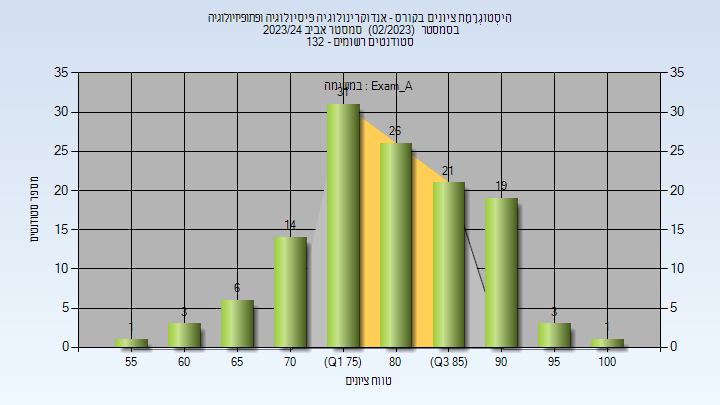 היסטוגרמת ציונים בקורס - אנדוקרינולוגיה פיסיולוגיה ופתופיזיולוגיה
בסמסטר (02/2023) סמסטר אביב 2023/24
סטודנטים רשומים - 132
במשימה : Exam_A
35 35
30 30
25 25
20 20
15 15
10 10
5 5
0 0
מספר סטודנטים
1 3 6 14 31 26 21 19 3 1
55 60 65 70 (Q1 75) 80 (Q3 85) 90 95 100
טווח ציונים